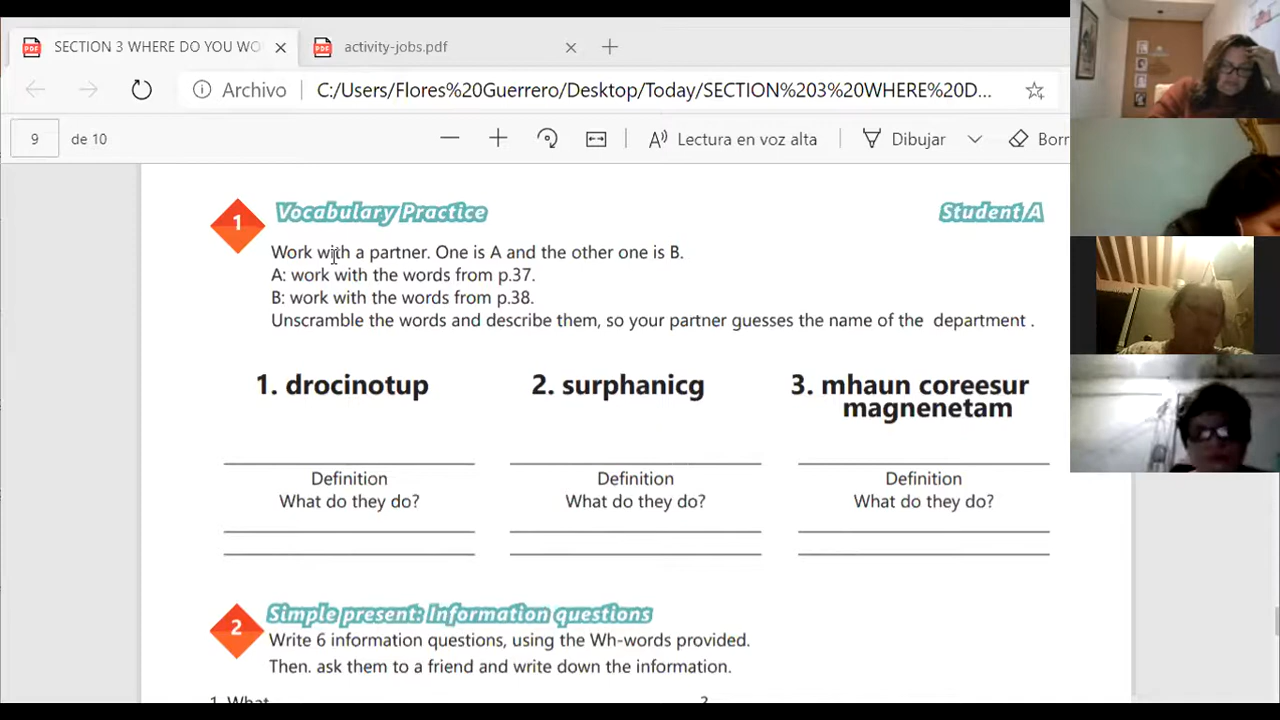 SECTION 3 WHERE DO YOU WO
activity-jobs.pdf
Archivo
C:/Users/Flores%20Guerrero/Desktop/Today/SECTION%203%20WHERE%20D...
9 de 10
Lectura en voz alta
Dibujar
Borr
1 Vocabulary Practice
Student A
Work with a partner. One is A and the other one is B.
A: work with the words from p.37.
B: work with the words from p.38.
Unscramble the words and describe them, so your partner guesses the name of the department .
1. drocinotup
2. surphanicg
3. mhaun coreesur
magnenetam
Definition
What do they do?
Definition
What do they do?
Definition
What do they do?
2 Simple present: Information questions
Write 6 information questions, using the Wh-words provided.
Then. ask them to a friend and write down the information.
1. What
?